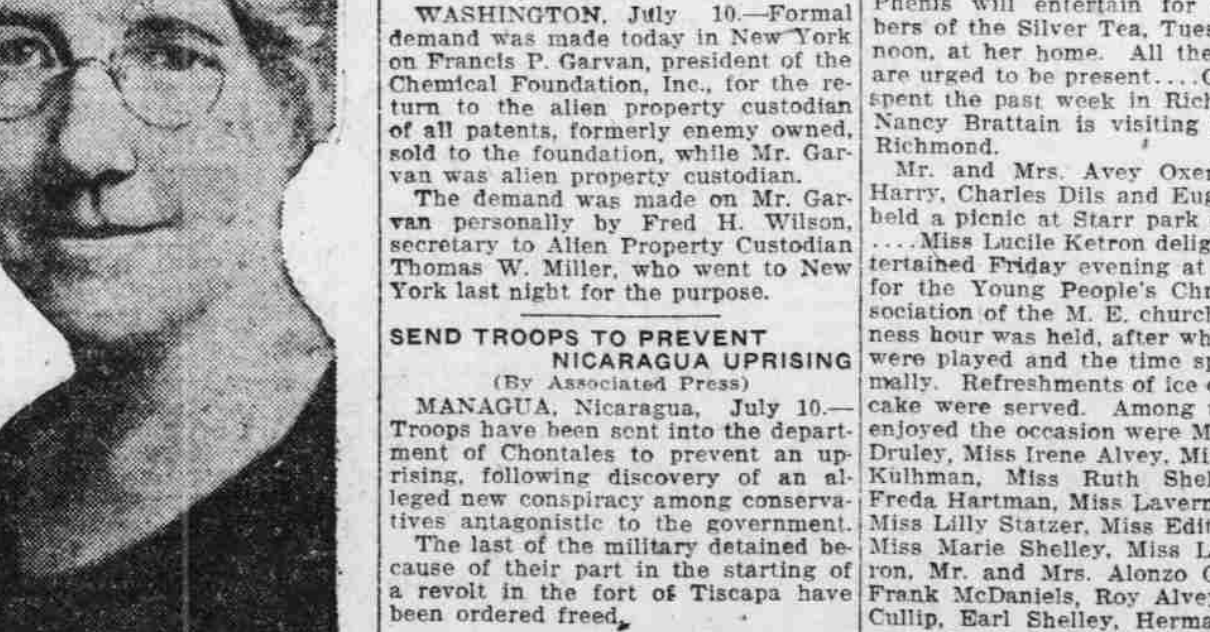 WASHINGTON, July 10.—Formal
demand was made today in New York
on Francis P. Garvan, president of the
Chemical Foundation, Inc., for the re-
turn to the alien property custodian
of all patents, formerly enemy owned,
sold to the foundation, while Mr. Gar-
van was alien property custodian.
The demand was made on Mr. Gar-
van personally by Fred H. Wilson,
secretary to Alien Property Custodian
Thomas W. Miller, who went to New
York last night for the purpose.
SEND TROOPS TO PREVENT
NICARAGUA UPRISING
(By Associated Press)
MANAGUA, Nicaragua, July 10.—
Troops have been sent into the depart-
ment of Chontales to prevent an up-
rising, following discovery of an al-
leged new conspiracy among conserva-
tives antagonistic to the government.
The last of the military detained be-
cause of their part in the starting of
a revolt in the fort of Tiscapa have
been ordered freed.
Phenis will entertain for
bers of the Silver Tea, Tues
noon, at her home. All the
are urged to be present....
spent the past week in Rich
Nancy Brattain is visiting
Richmond.
Mr. and Mrs. Avey Oxer
Harry, Charles Dils and Eug
held a picnic at Starr park
....Miss Lucile Ketron delig
tertained Friday evening at
for the Young People's Chr
sociation of the M. E. church
ness hour was held, after wh
were played and the time sp
mally. Refreshments of ice
cake were served. Among
enjoyed the occasion were M
Druley, Miss Irene Alvey, Mi
Kulhman, Miss Ruth Shel
Freda Hartman, Miss Lavern
Miss Lilly Statzer, Miss Edit
Miss Marie Shelley, Miss L
ron, Mr. and Mrs. Alonzo
Frank McDaniels, Roy Alvey
Cullip, Earl Shelley, Herma